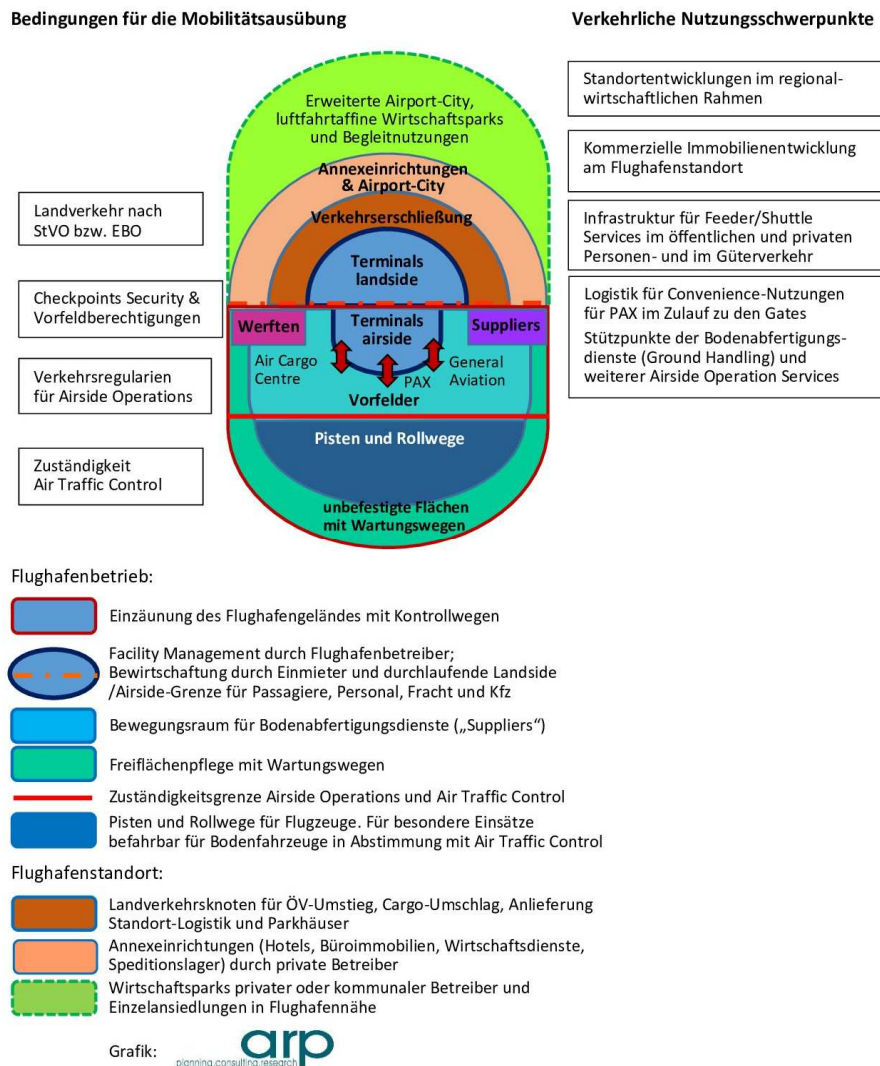 Bedingungen für die Mobilitätsausübung
Verkehrliche Nutzungsschwerpunkte
Erweiterte Airport-City,
luftfahrtaffine Wirtschaftsparks
und Begleitnutzungen
Annexeinrichtungen
& Airport-City
Verkehrserschließung
Terminals
landside
Werften
Terminals
airside
Suppliers
Air Cargo
Centre
PAX
General
Aviation
Vorfelder
Pisten und Rollwege
unbefestigte Flächen
mit Wartungswegen
Landverkehr nach
StVO bzw. EBO
Checkpoints Security &
Vorfeldberechtigungen
Verkehrsregularien
für Airside Operations
Zuständigkeit
Air Traffic Control
Standortentwicklungen im regional-
wirtschaftlichen Rahmen
Kommerzielle Immobilienentwicklung
am Flughafenstandort
Infrastruktur für Feeder/Shuttle
Services im öffentlichen und privaten
Personen- und im Güterverkehr
Logistik für Convenience-Nutzungen
für PAX im Zulauf zu den Gates
Stützpunkte der Bodenabfertigungs-
dienste (Ground Handling) und
weiterer Airside Operation Services
Flughafenbetrieb:
Einzäunung des Flughafengeländes mit Kontrollwegen
Facility Management durch Flughafenbetreiber;
Bewirtschaftung durch Einmieter und durchlaufende Landside
/Airside-Grenze für Passagiere, Personal, Fracht und Kfz
Bewegungsraum für Bodenabfertigungsdienste („Suppliers“)
Freiflächenpflege mit Wartungswegen
Zuständigkeitsgrenze Airside Operations und Air Traffic Control
Pisten und Rollwege für Flugzeuge. Für besondere Einsätze
befahrbar für Bodenfahrzeuge in Abstimmung mit Air Traffic Control
Flughafenstandort:
Landverkehrsknoten für ÖV-Umstieg, Cargo-Umschlag, Anlieferung
Standort-Logistik und Parkhäuser
Annexeinrichtungen (Hotels, Büroimmobilien, Wirtschaftsdienste,
Speditionslager) durch private Betreiber
Wirtschaftsparks privater oder kommunaler Betreiber und
Einzelansiedlungen in Flughafennähe
Grafik:
arp
planning.consulting.research